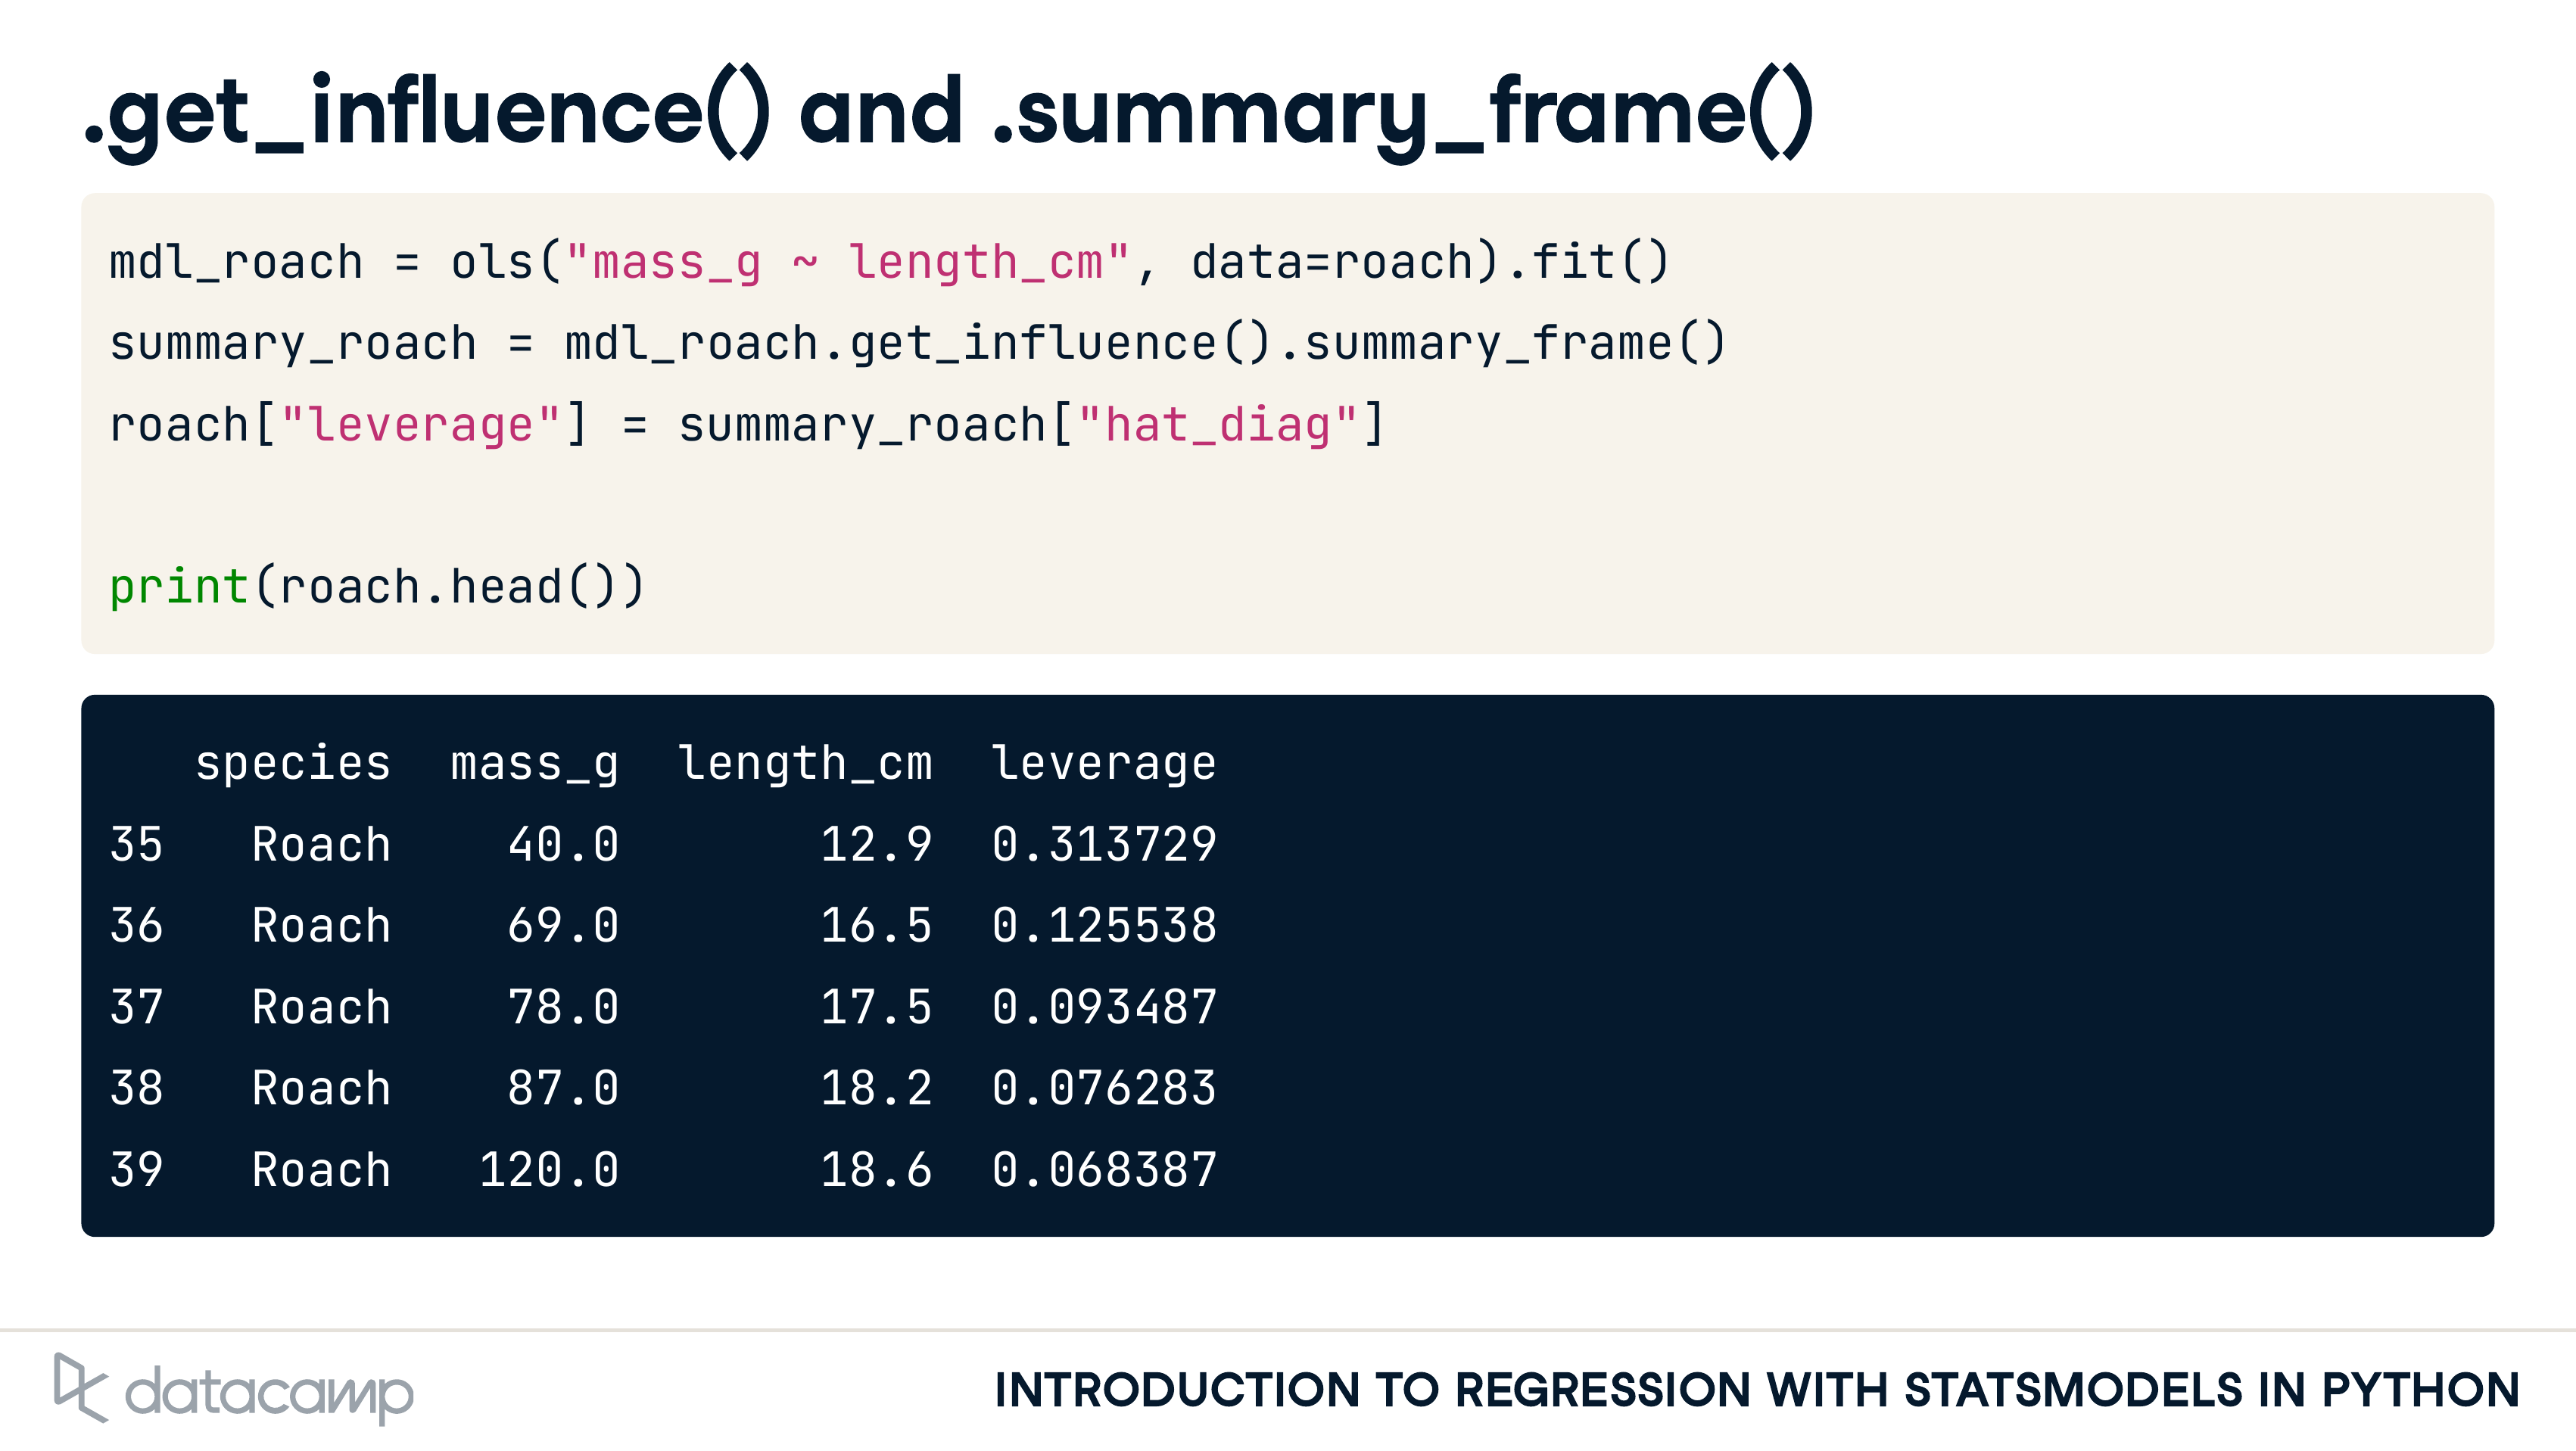 .get_influence() and .summary_frame()
mdl_roach = ols("mass_g ~ length_cm", data=roach).fit()
summary_roach = mdl_roach.get_influence().summary_frame()
roach["leverage"] = summary_roach["hat_diag"]
print(roach.head())
species mass_g length_cm leverage
35 Roach 40.0 12.9 0.313729
36 Roach 69.0 16.5 0.125538
37 Roach 78.0 17.5 0.093487
38 Roach 87.0 18.2 0.076283
39 Roach 120.0 18.6 0.068387
datacamp
INTRODUCTION TO REGRESSION WITH STATSMODELS IN PYTHON